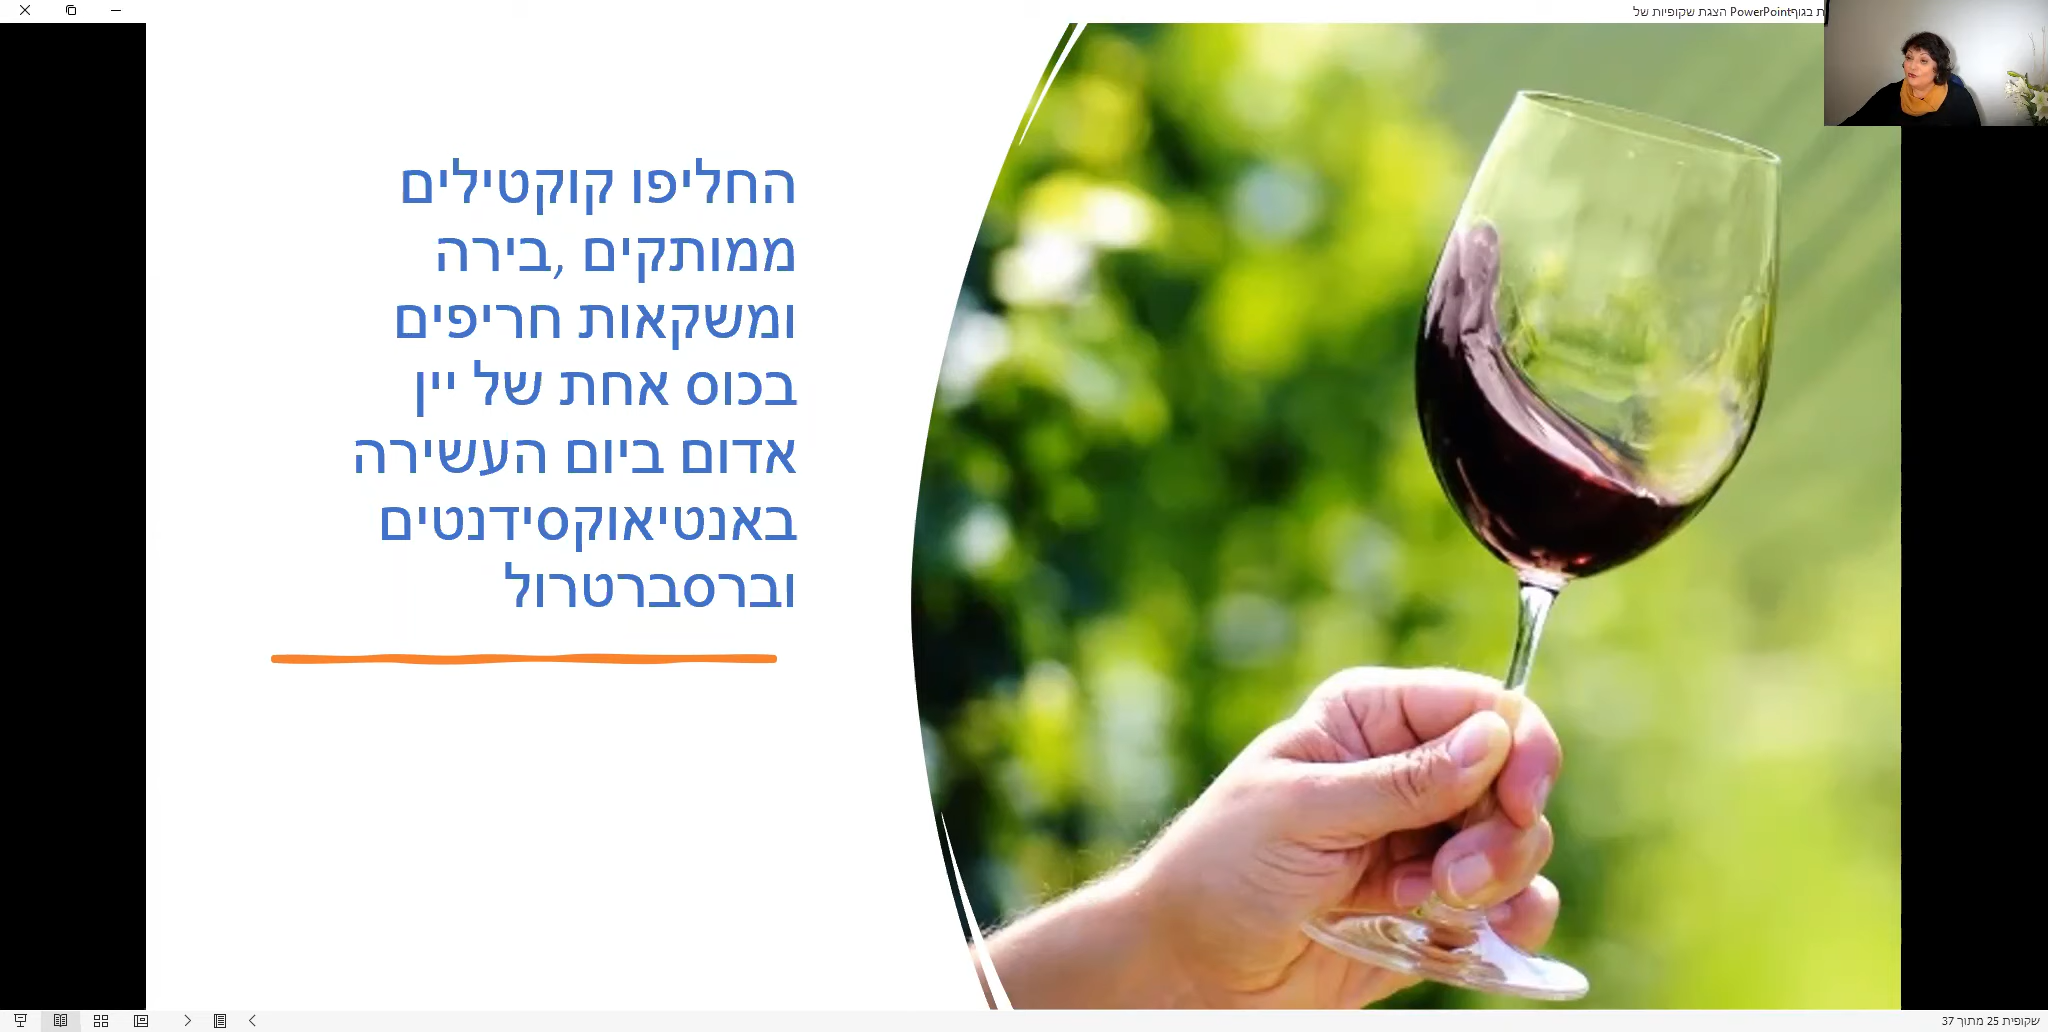 הצגת שקופיות של PowerPoint
החליפו קוקטילים
ממותקים ,בירה
ומשקאות חריפים
בכוס אחת של יין
אדום ביום העשירה
באנטיאוקסידנטים
וברסברטרול
שקופית 25 מתוך 37